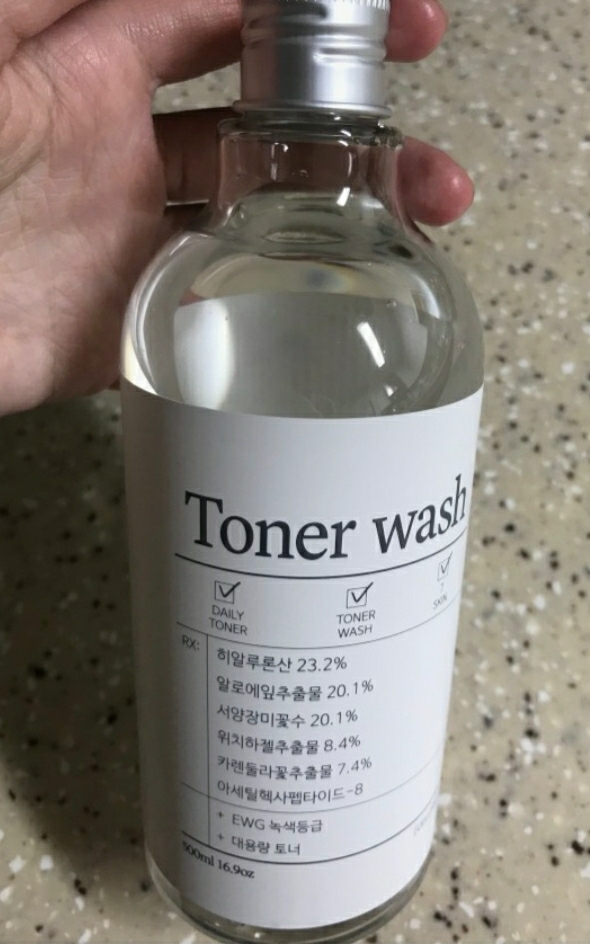 Toner wash
DAILY
TONER
TONER
WASH
7
SKIN
RX:
히알루론산 23.2%
알로에잎추출물 20.1%
서양장미꽃수 20.1%
위치하젤추출물 8.4%
카렌둘라꽃추출물 7.4%
아세틸헥사펩타이드-8
+ EWG 녹색등급
+ 대용량 토너
500ml 16.9oz